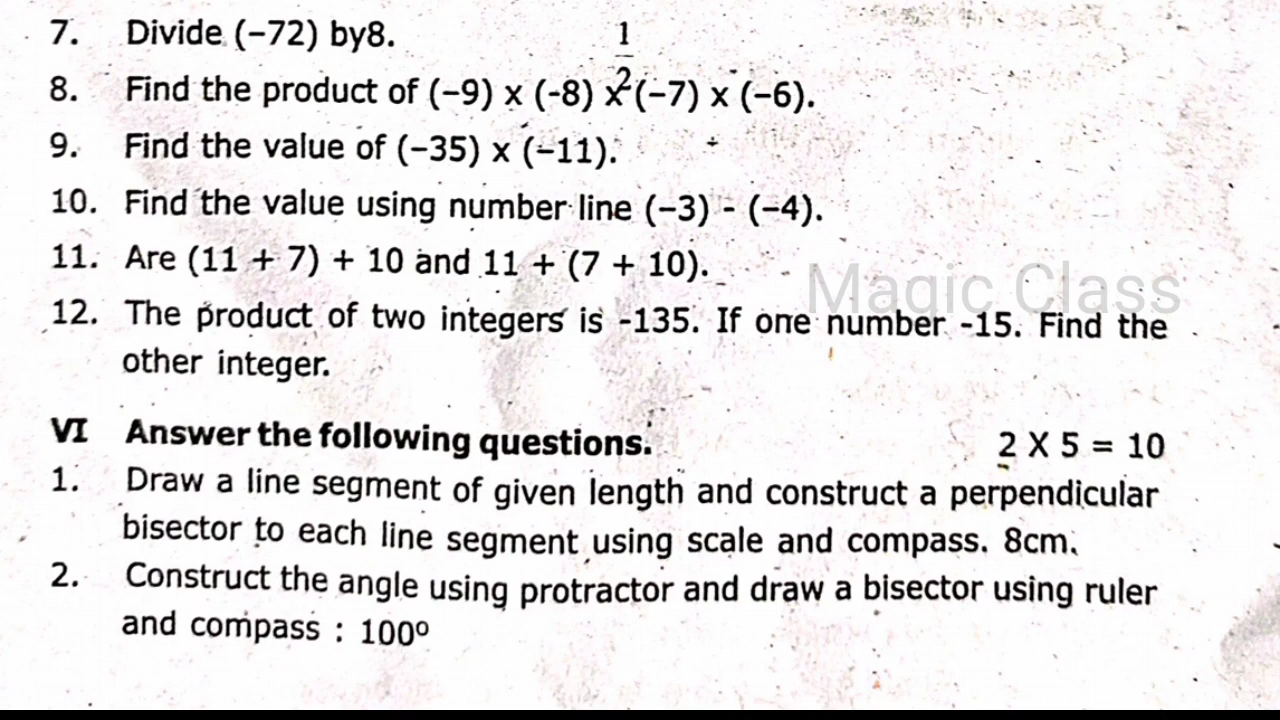 7. Divide (-72) by8.
1
2
8. Find the product of (-9) x (-8) x (-7) x (-6).
9. Find the value of (-35) x (-11).
10. Find the value using number line (-3) - (-4).
11. Are (11 + 7) + 10 and 11 + (7 + 10).
Magic Class
12. The product of two integers is -135. If one number -15. Find the
other integer.
VI Answer the following questions. 2 X 5 = 10
1. Draw a line segment of given length and construct a perpendicular
bisector to each line segment using scale and compass. 8cm.
2. Construct the angle using protractor and draw a bisector using ruler
and compass : 100º